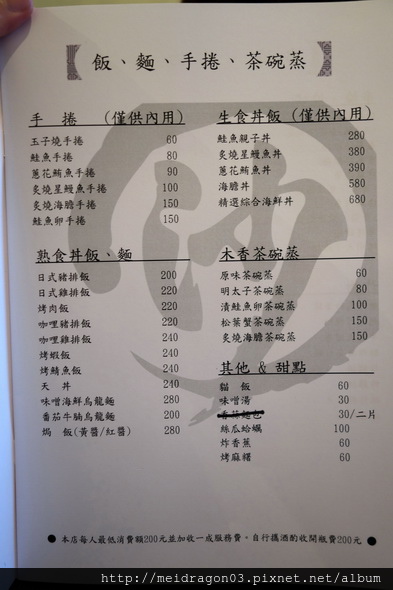 飯、麵、手捲、茶碗蒸
手　捲　(僅供內用)
玉子燒手捲 60
鮭魚手捲 80
蔥花鮪魚手捲 90
炙燒星鰻手捲 100
炙燒海膽手捲 150
鮭魚卵手捲 150
生食丼飯 (僅供內用)
鮭魚親子丼 280
炙燒星鰻魚丼 380
蔥花鮪魚丼 390
海膽丼 580
精選綜合海鮮丼 680
熟食丼飯、麵
日式豬排飯 200
日式雞排飯 220
烤肉飯 220
咖哩豬排飯 220
咖哩雞排飯 240
烤蝦飯 240
烤鯖魚飯 240
天　丼 240
味噌海鮮烏龍麵 280
番茄牛腩烏龍麵 200
焗　飯(黃醬/紅醬) 280
木香茶碗蒸
原味茶碗蒸 60
明太子茶碗蒸 80
漬鮭魚卵茶碗蒸 100
松葉蟹茶碗蒸 150
炙燒海膽茶碗蒸 150
其他 & 甜點
貓　飯 60
味噌湯 30
30/二片
絲瓜蛤蠣 100
炸香蕉 60
烤麻糬 60
●本店每人最低消費額200元並加收一成服務費。自行攜酒酌收開瓶費200元●
http://meidragon03.pixnet.net/album